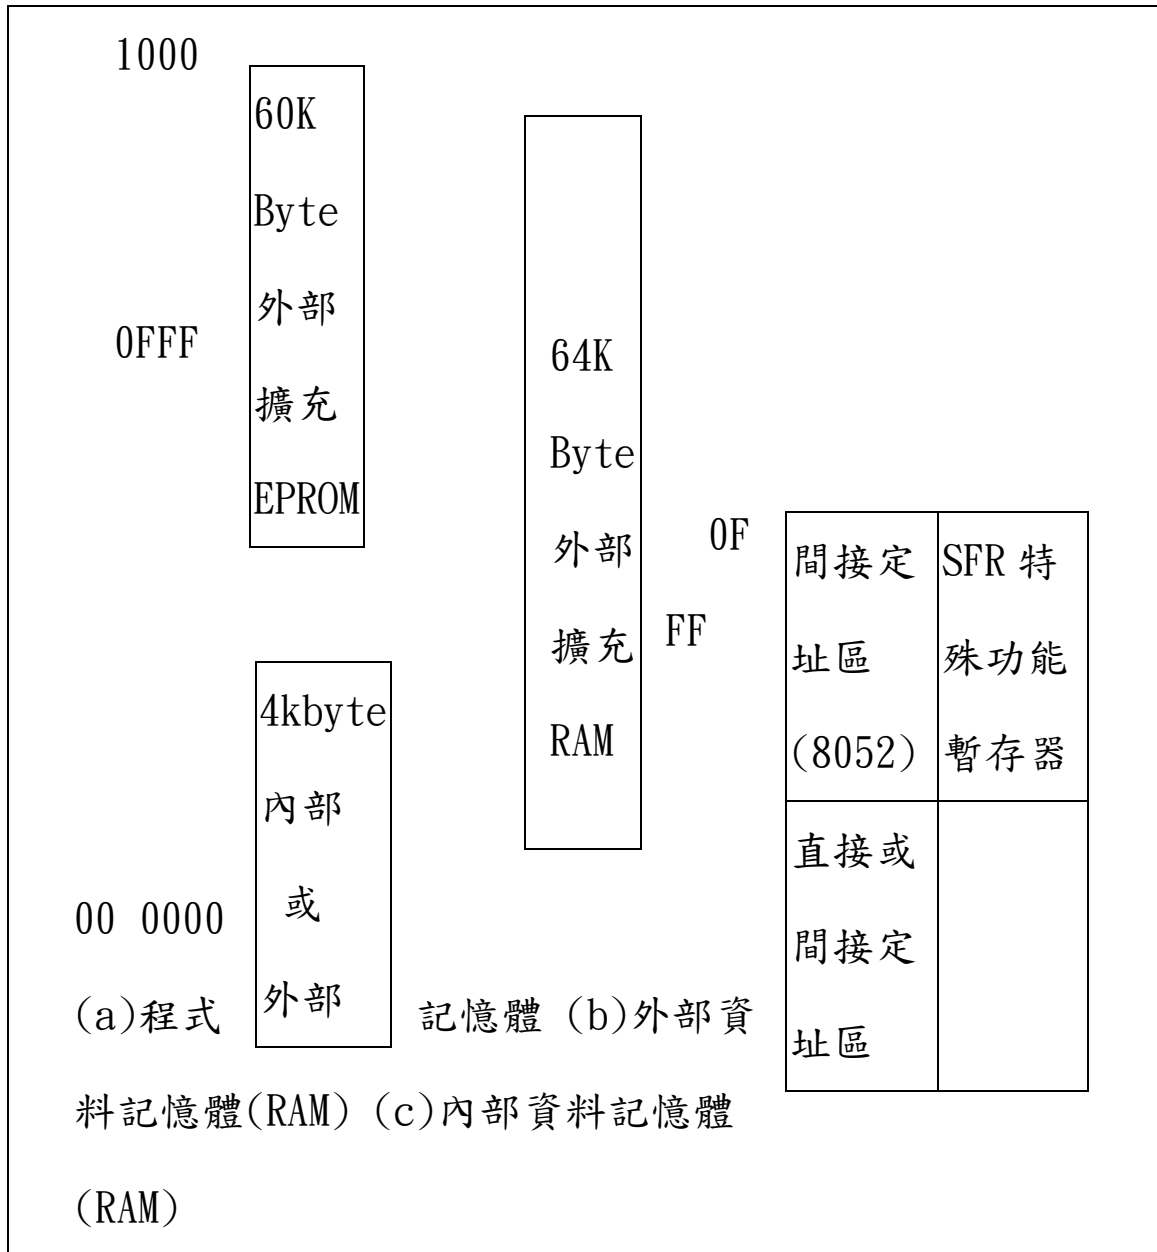 1000
60K
Byte
外部
擴充
EPROM
0FFF
64K
Byte
外部
擴充
RAM
0F
FF
間接定
址區
(8052)
SFR 特
殊功能
暫存器
直接或
間接定
址區
4kbyte
內部
或
外部
00 0000
(a)程式 記憶體 (b)外部資
料記憶體(RAM) (c)內部資料記憶體
(RAM)